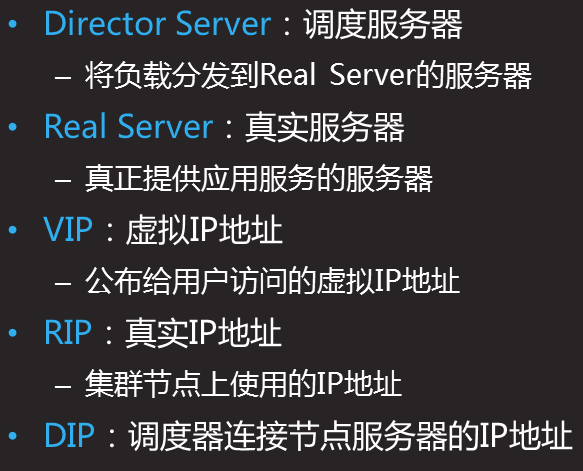 • Director Server：调度服务器
– 将负载分发到Real Server的服务器
• Real Server：真实服务器
– 真正提供应用服务的服务器
• VIP：虚拟IP地址
– 公布给用户访问的虚拟IP地址
• RIP：真实IP地址
– 集群节点上使用的IP地址
• DIP：调度器连接节点服务器的IP地址